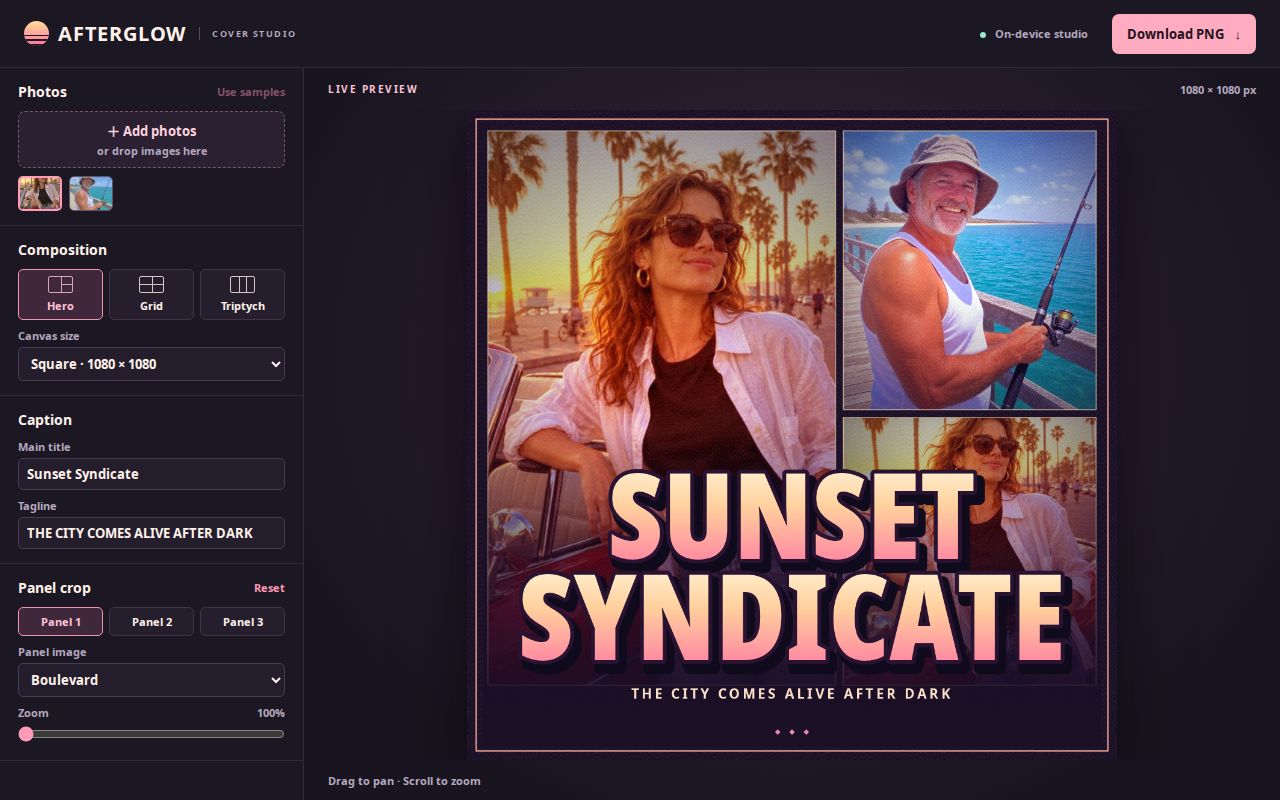 AFTERGLOW
COVER STUDIO
On-device studio
Download PNG ↓
Photos
Use samples
+ Add photos
or drop images here
Composition
Hero
Grid
Triptych
Canvas size
Square · 1080 × 1080
Caption
Main title
Sunset Syndicate
Tagline
THE CITY COMES ALIVE AFTER DARK
Panel crop
Reset
Panel 1
Panel 2
Panel 3
Panel image
Boulevard
Zoom
100%
LIVE PREVIEW
1080 × 1080 px
SUNSET
SYNDICATE
THE CITY COMES ALIVE AFTER DARK
Drag to pan · Scroll to zoom